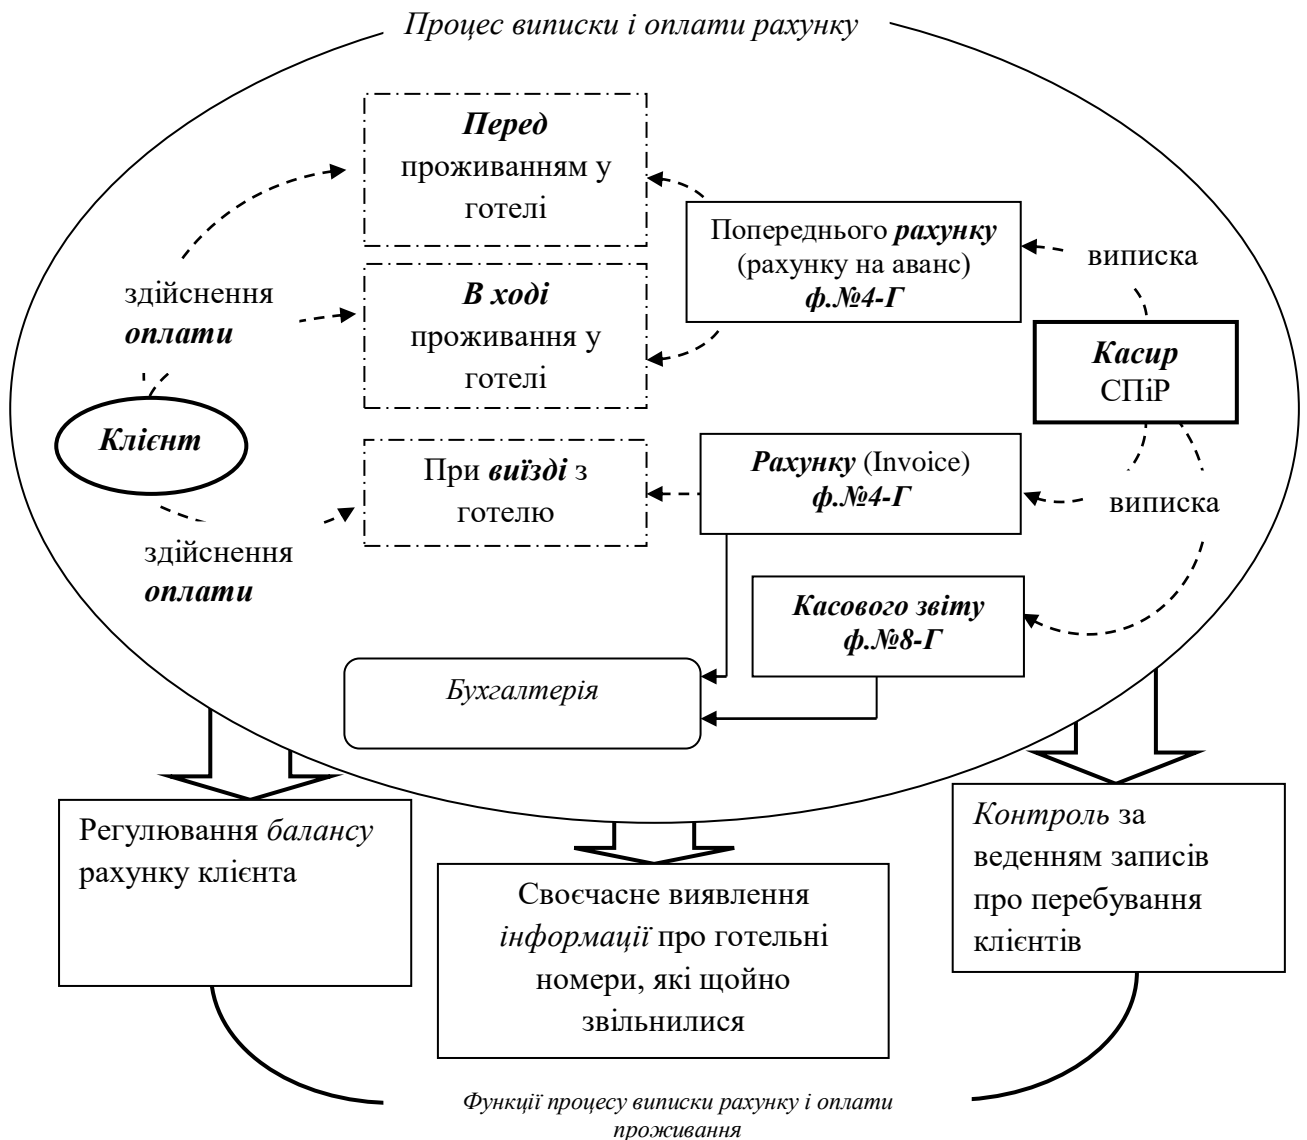 Процес виписки і оплати рахунку
Перед
проживанням у
готелі
Попереднього рахунку
(рахунку на аванс)
ф.№4-Г
виписка
здійснення
оплати
В ході
проживання у
готелі
Касир
СПіР
Клієнт
При виїзді з
готелю
Рахунку (Invoice)
ф.№4-Г
виписка
здійснення
оплати
Касового звіту
ф.№8-Г
Бухгалтерія
Регулювання балансу
рахунку клієнта
Своєчасне виявлення
інформації про готельні
номери, які щойно
звільнилися
Контроль за
веденням записів
про перебування
клієнтів
Функції процесу виписки рахунку і оплати
проживання